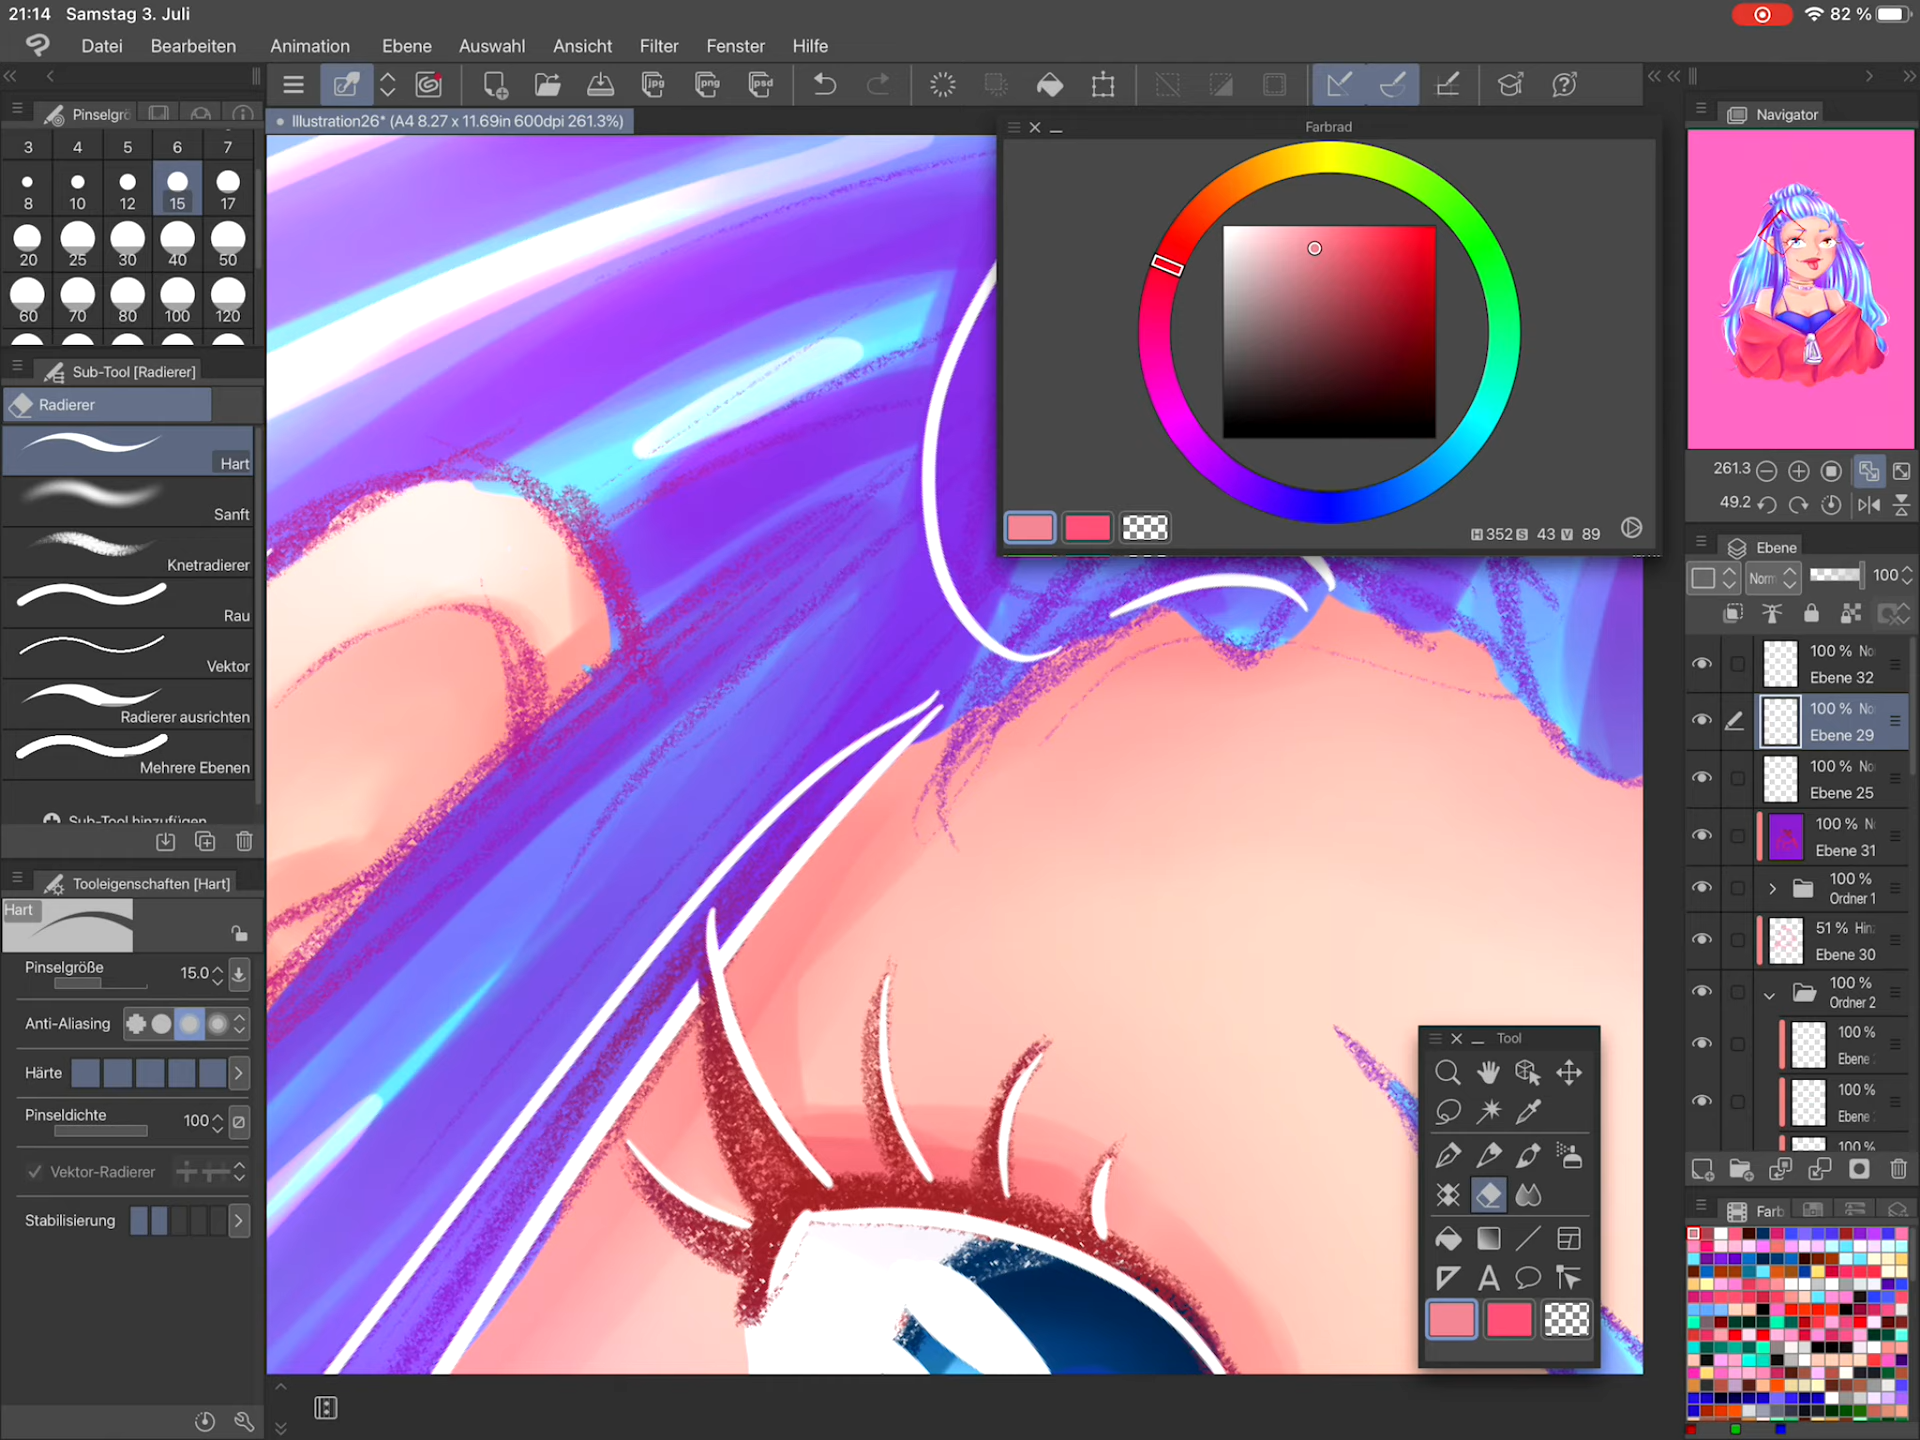 21:14 Samstag 3. Juli
82 %
Datei Bearbeiten Animation Ebene Auswahl Ansicht Filter Fenster Hilfe
jpg png psd
Pinselgrö
Illustration26* (A4 8.27 x 11.69in 600dpi 261.3%)
Farbrad
Navigator
3 4 5 6 7
8 10 12 15 17
20 25 30 40 50
60 70 80 100 120
Sub-Tool [Radierer]
Radierer
Hart
Sanft
Knetradierer
Rau
Vektor
Radierer ausrichten
Mehrere Ebenen
Sub-Tool hinzufügen
Tooleigenschaften [Hart]
Hart
Pinselgröße 15.0
Anti-Aliasing
Härte
Pinseldichte 100
Vektor-Radierer
Stabilisierung
H 352 S 43 V 89
Tool
A
261.3
49.2
Ebene
Norn 100
100 % No
Ebene 32
100 % No
Ebene 29
100 % No
Ebene 25
100 % No
Ebene 31
100 %
Ordner 1
51 % Hin
Ebene 30
100 %
Ordner 2
100 %
Ebene
100 %
Ebene
100 %
Farb